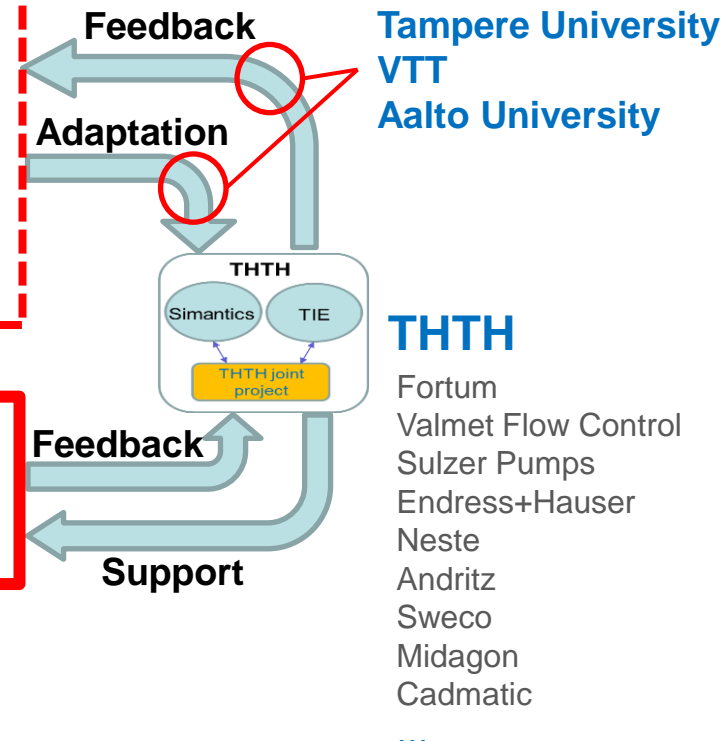 Feedback
Tampere University
VTT
Aalto University
Adaptation
THTH
Simantics
TIE
THTH joint
project
THTH
Fortum
Valmet Flow Control
Sulzer Pumps
Endress+Hauser
Neste
Andritz
Sweco
Midagon
Cadmatic
...
Feedback
Support